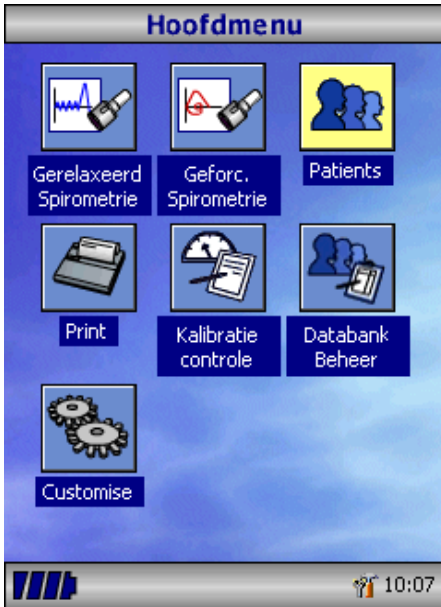 Hoofdmenu
Gerelaxeerd
Spirometrie
Geforc.
Spirometrie
Patients
Print
Kalibratie
controle
Databank
Beheer
Customise
10:07